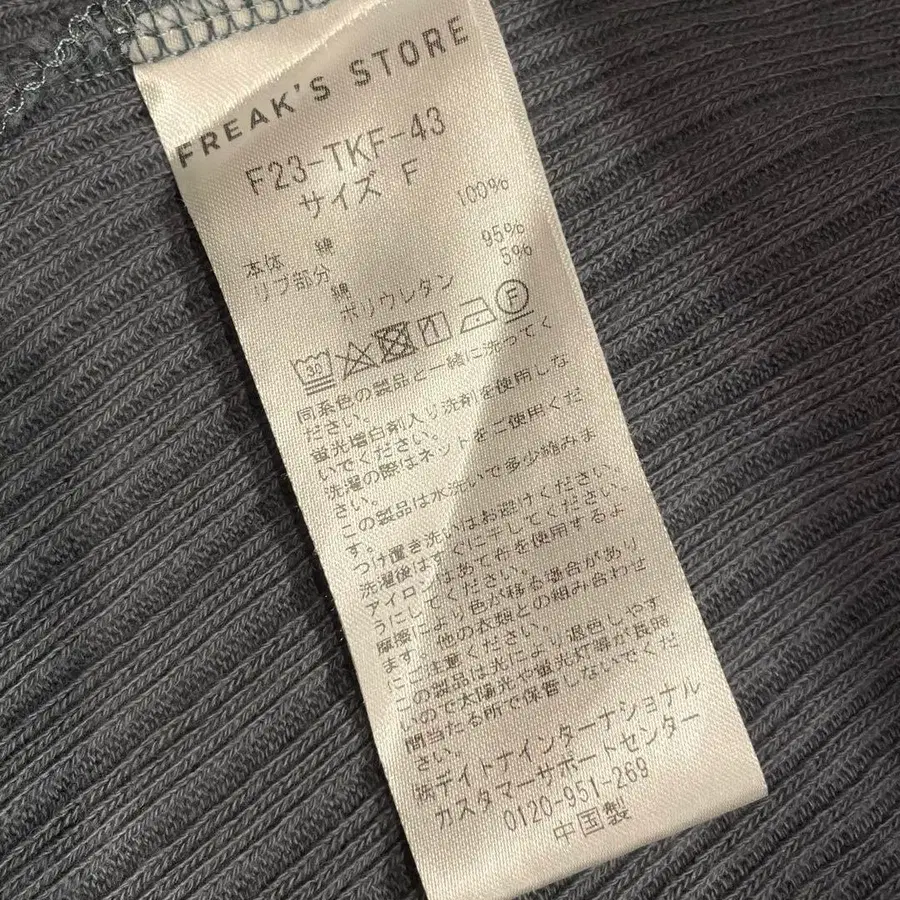 FREAK'S STORE
F23-TKF-43
サイズ F
本体 綿 100%
リブ部分 綿 95%
ポリウレタン 5%
30 F
同系色の製品と一緒に洗ってく
ださい。
蛍光増白剤入り洗剤を使用しな
いでください。
洗濯の際はネットをご使用くだ
さい。
この製品は水洗いで多少縮みま
す。
つけ置き洗いはお避けください。
洗濯後はすぐに干してください。
アイロンはあて布を使用するよ
うにしてください。
摩擦により色が移る場合があり
ます。他の衣類との組み合わせ
にご注意ください。
この製品は光により退色しやす
いので太陽光や蛍光灯等が長時
間当たる所で保管しないでくだ
さい。
㈱デイトナインターナショナル
カスタマーサポートセンター
0120-951-269
中国製